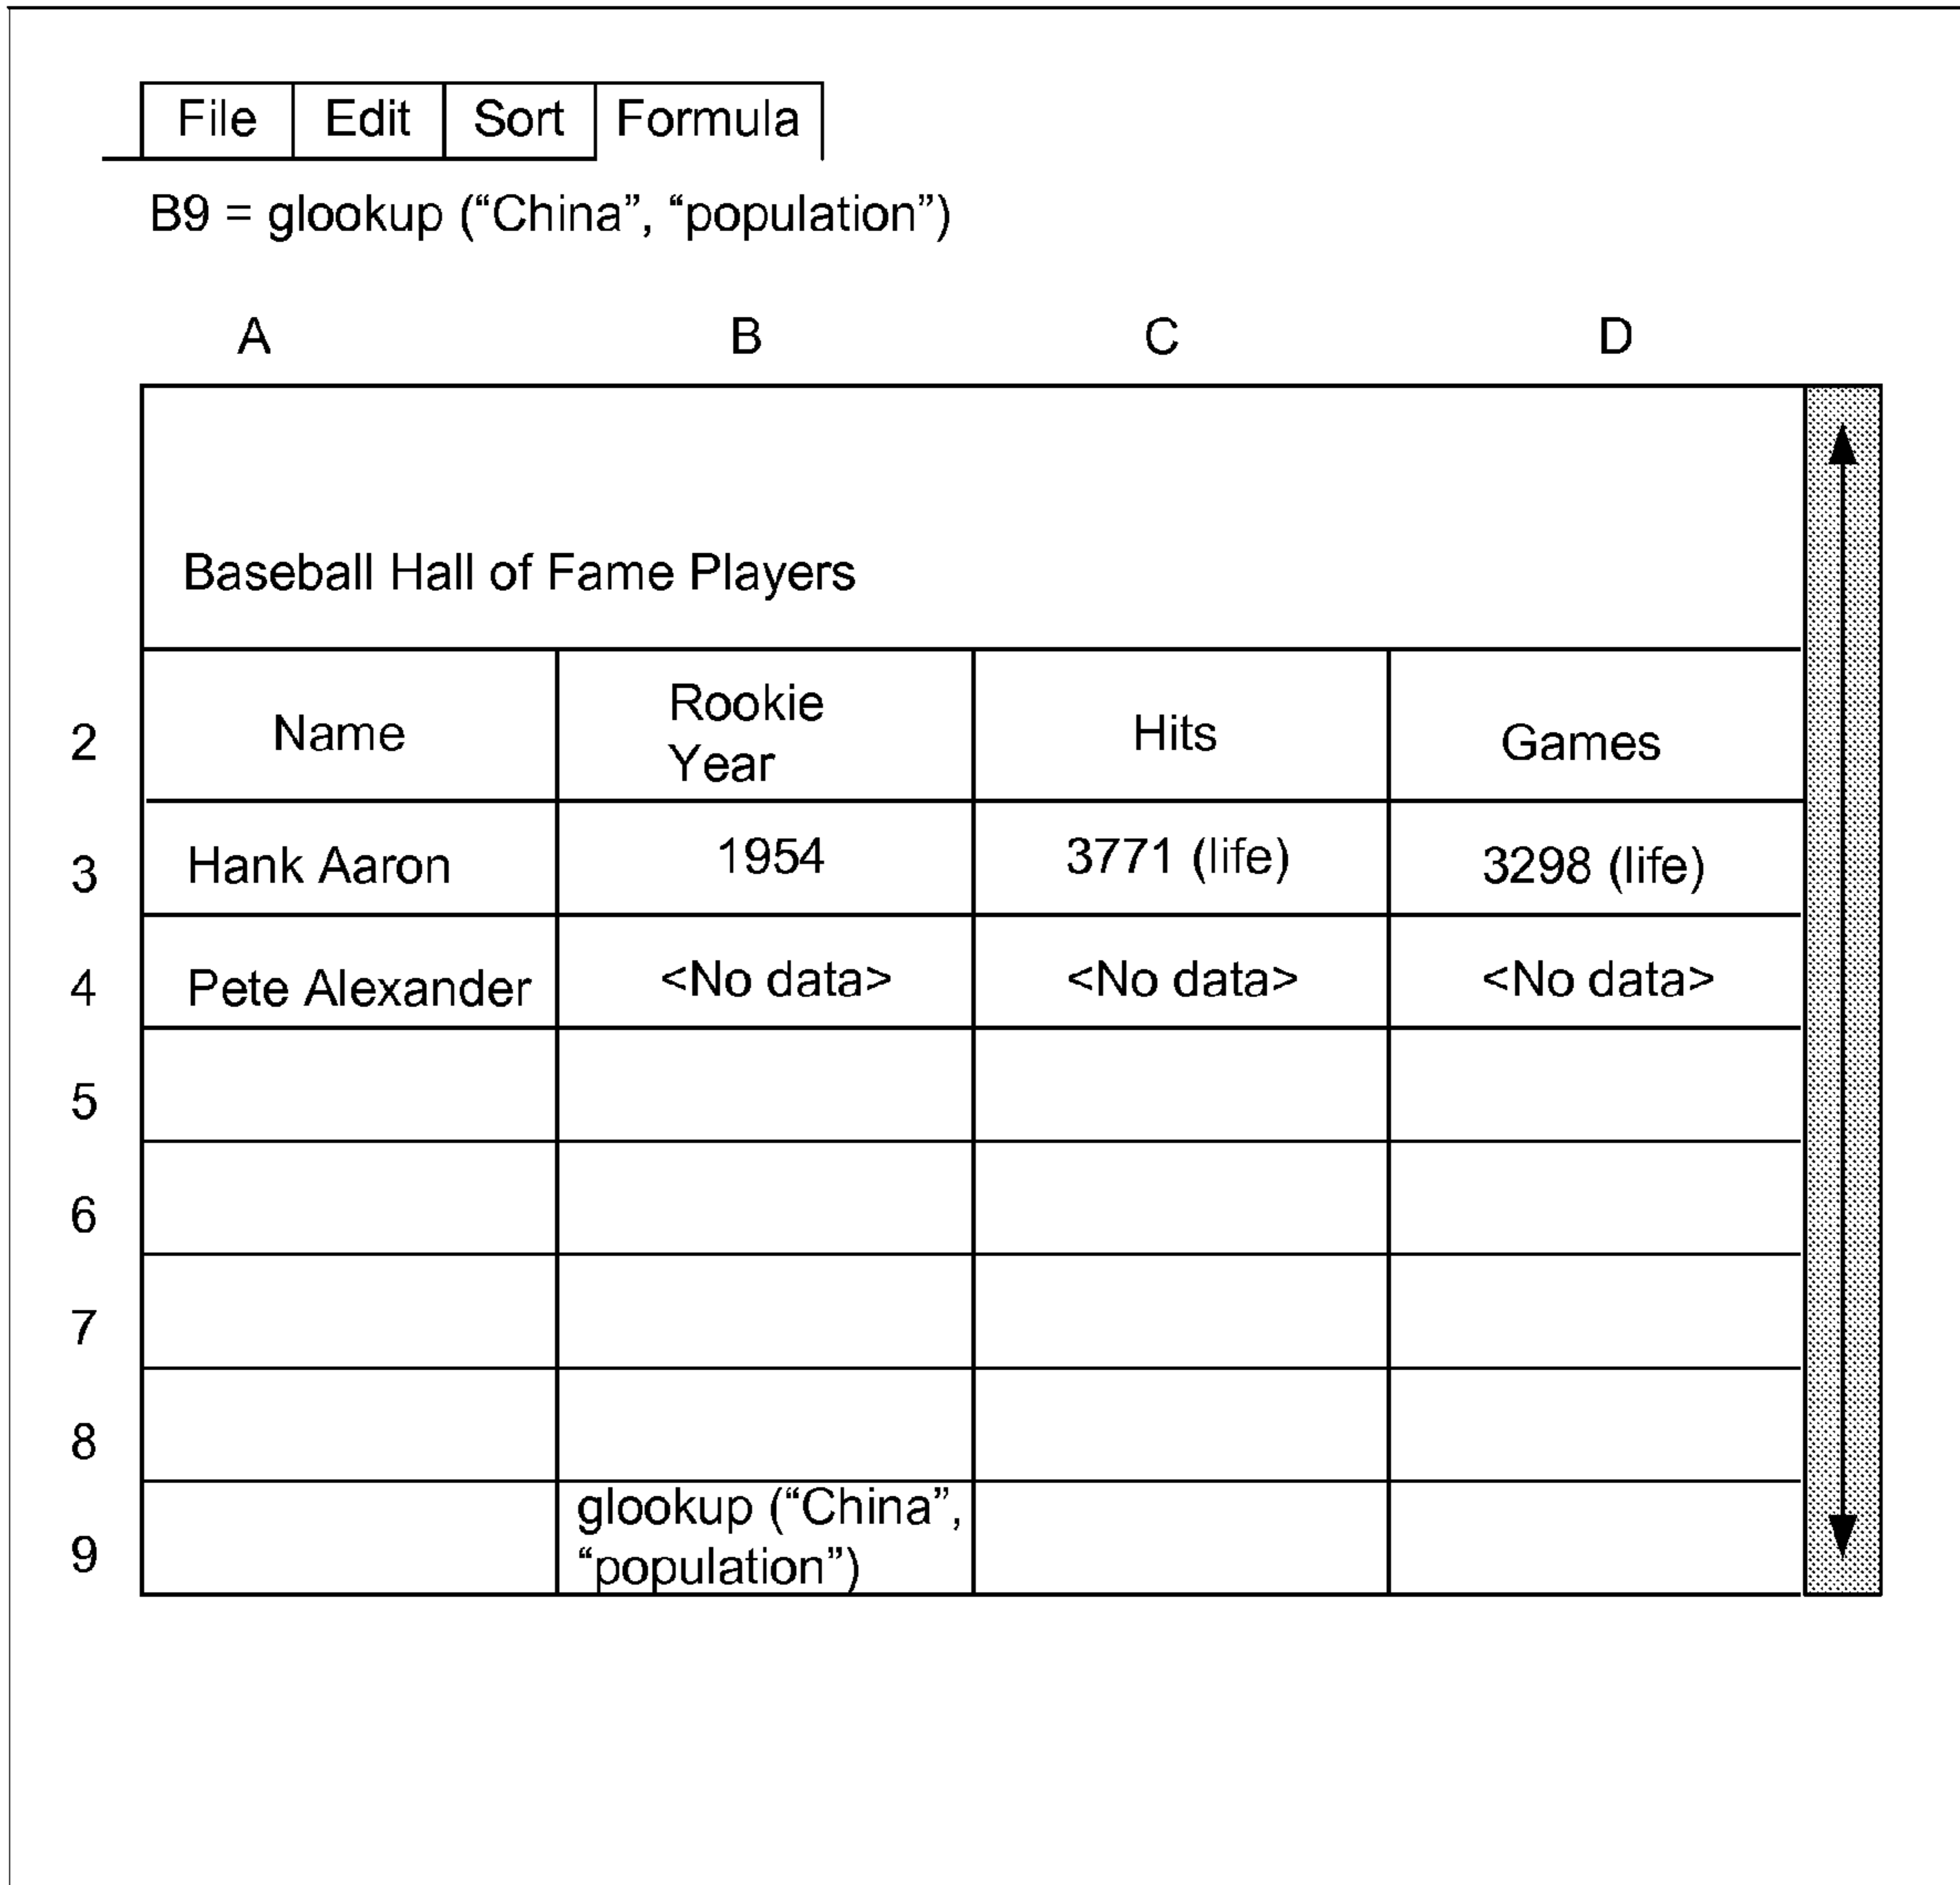 File Edit Sort Formula
B9 = glookup (“China”, “population”)
A B C D
Baseball Hall of Fame Players
2 Name Rookie Year Hits Games
3 Hank Aaron 1954 3771 (life) 3298 (life)
4 Pete Alexander <No data> <No data> <No data>
5
6
7
8
9 glookup (“China”,
“population”)